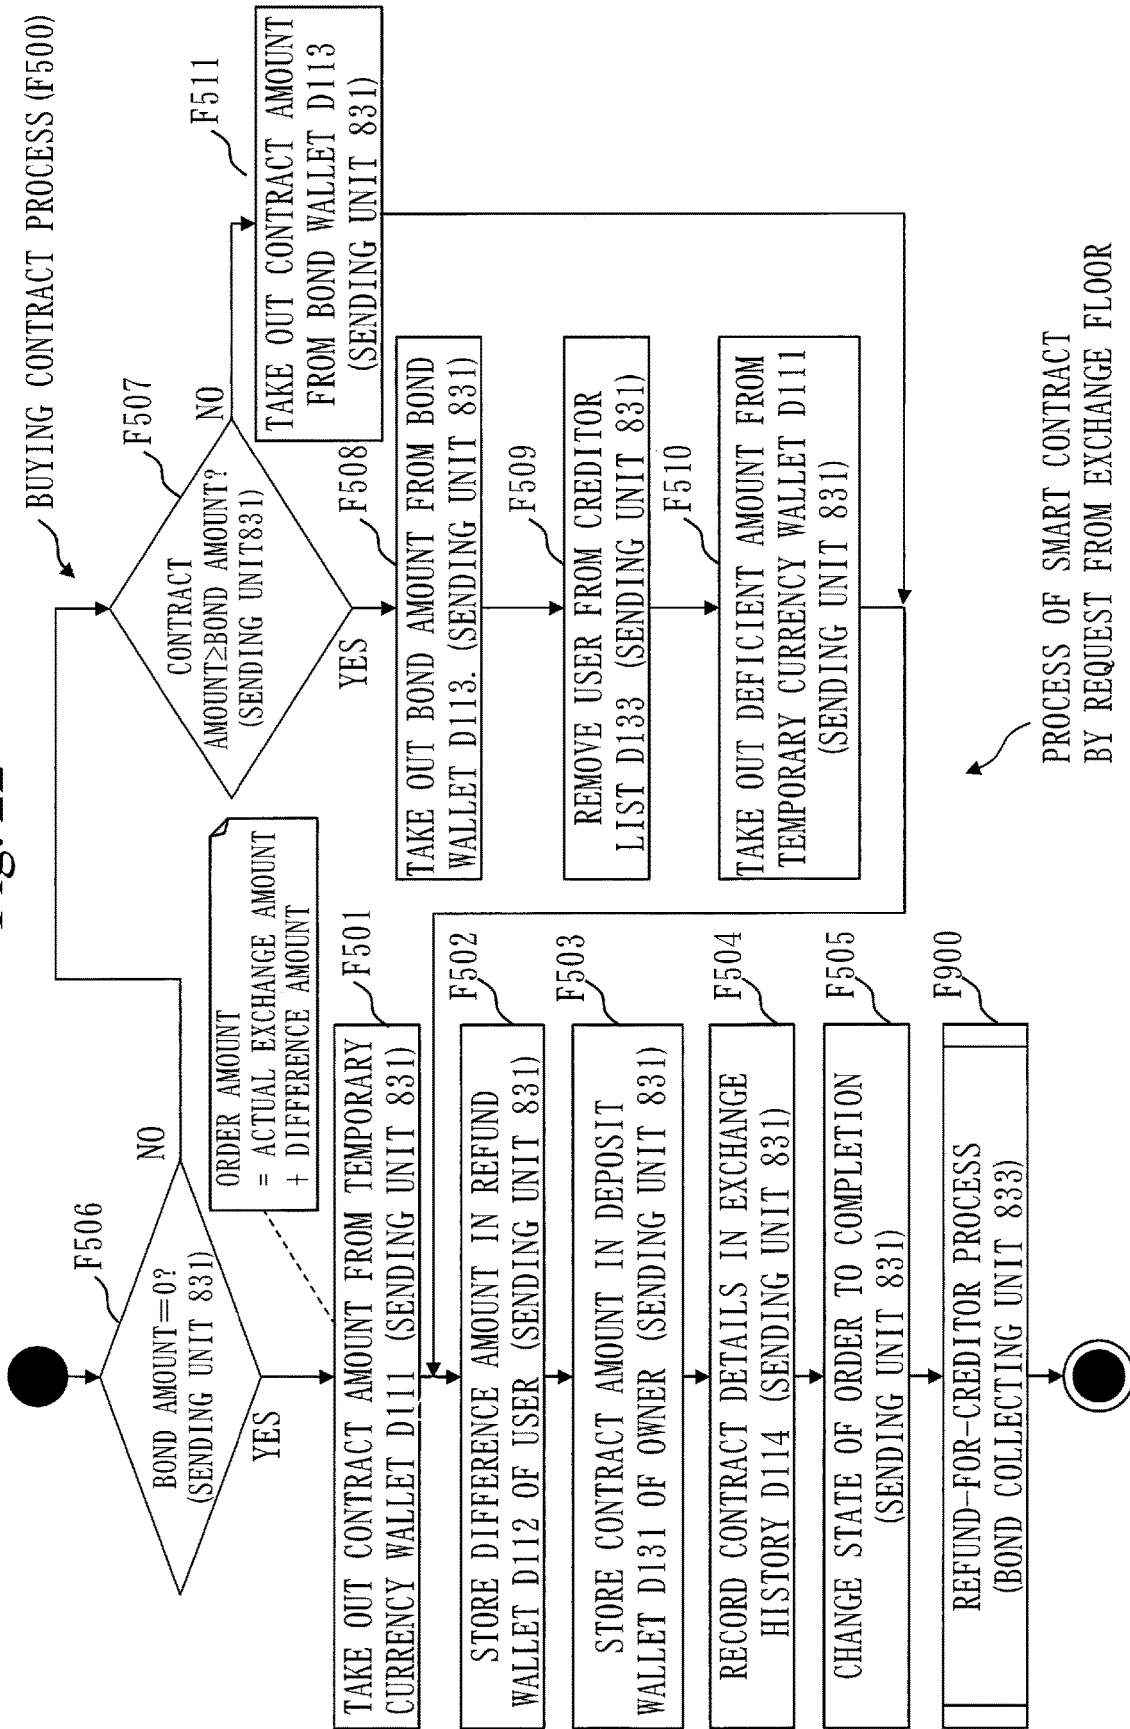 BUYING CONTRACT PROCESS (F500)
F506
BOND AMOUNT=0?
(SENDING UNIT 831)
NO
YES
ORDER AMOUNT
= ACTUAL EXCHANGE AMOUNT
+ DIFFERENCE AMOUNT
F501
TAKE OUT CONTRACT AMOUNT FROM TEMPORARY
CURRENCY WALLET D111 (SENDING UNIT 831)
F502
STORE DIFFERENCE AMOUNT IN REFUND
WALLET D112 OF USER (SENDING UNIT 831)
F503
STORE CONTRACT AMOUNT IN DEPOSIT
WALLET D131 OF OWNER (SENDING UNIT 831)
F504
RECORD CONTRACT DETAILS IN EXCHANGE
HISTORY D114 (SENDING UNIT 831)
F505
CHANGE STATE OF ORDER TO COMPLETION
(SENDING UNIT 831)
F900
REFUND-FOR-CREDITOR PROCESS
(BOND COLLECTING UNIT 833)
F507
CONTRACT
AMOUNT≥BOND AMOUNT?
(SENDING UNIT831)
NO
YES
F511
TAKE OUT CONTRACT AMOUNT
FROM BOND WALLET D113
(SENDING UNIT 831)
F508
TAKE OUT BOND AMOUNT FROM BOND
WALLET D113. (SENDING UNIT 831)
F509
REMOVE USER FROM CREDITOR
LIST D133 (SENDING UNIT 831)
F510
TAKE OUT DEFICIENT AMOUNT FROM
TEMPORARY CURRENCY WALLET D111
(SENDING UNIT 831)
PROCESS OF SMART CONTRACT
BY REQUEST FROM EXCHANGE FLOOR